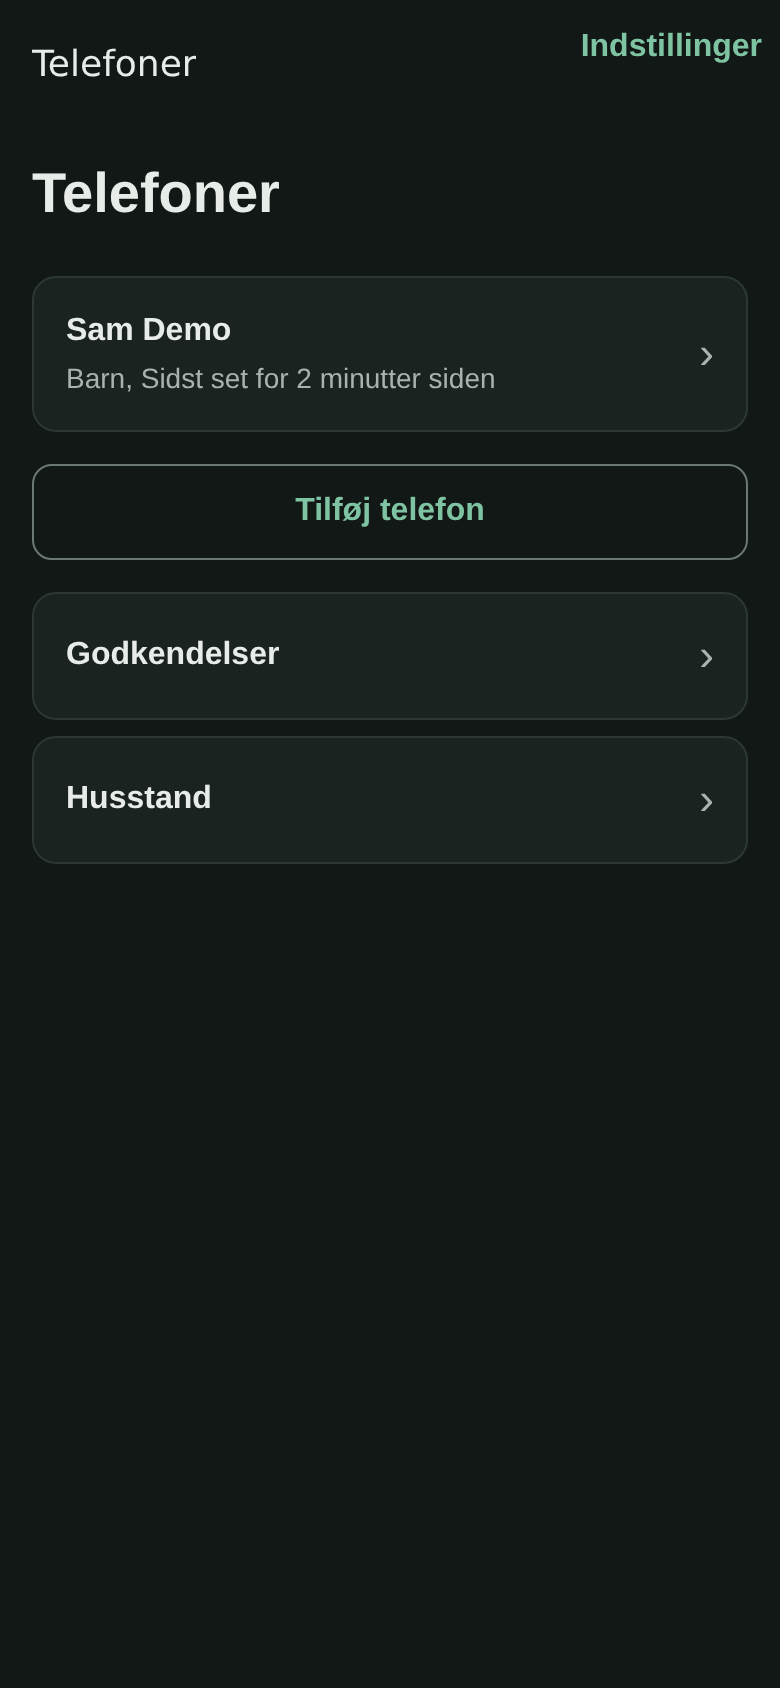 Telefoner
Indstillinger
Telefoner
Sam Demo
Barn, Sidst set for 2 minutter siden
Tilføj telefon
Godkendelser
Husstand